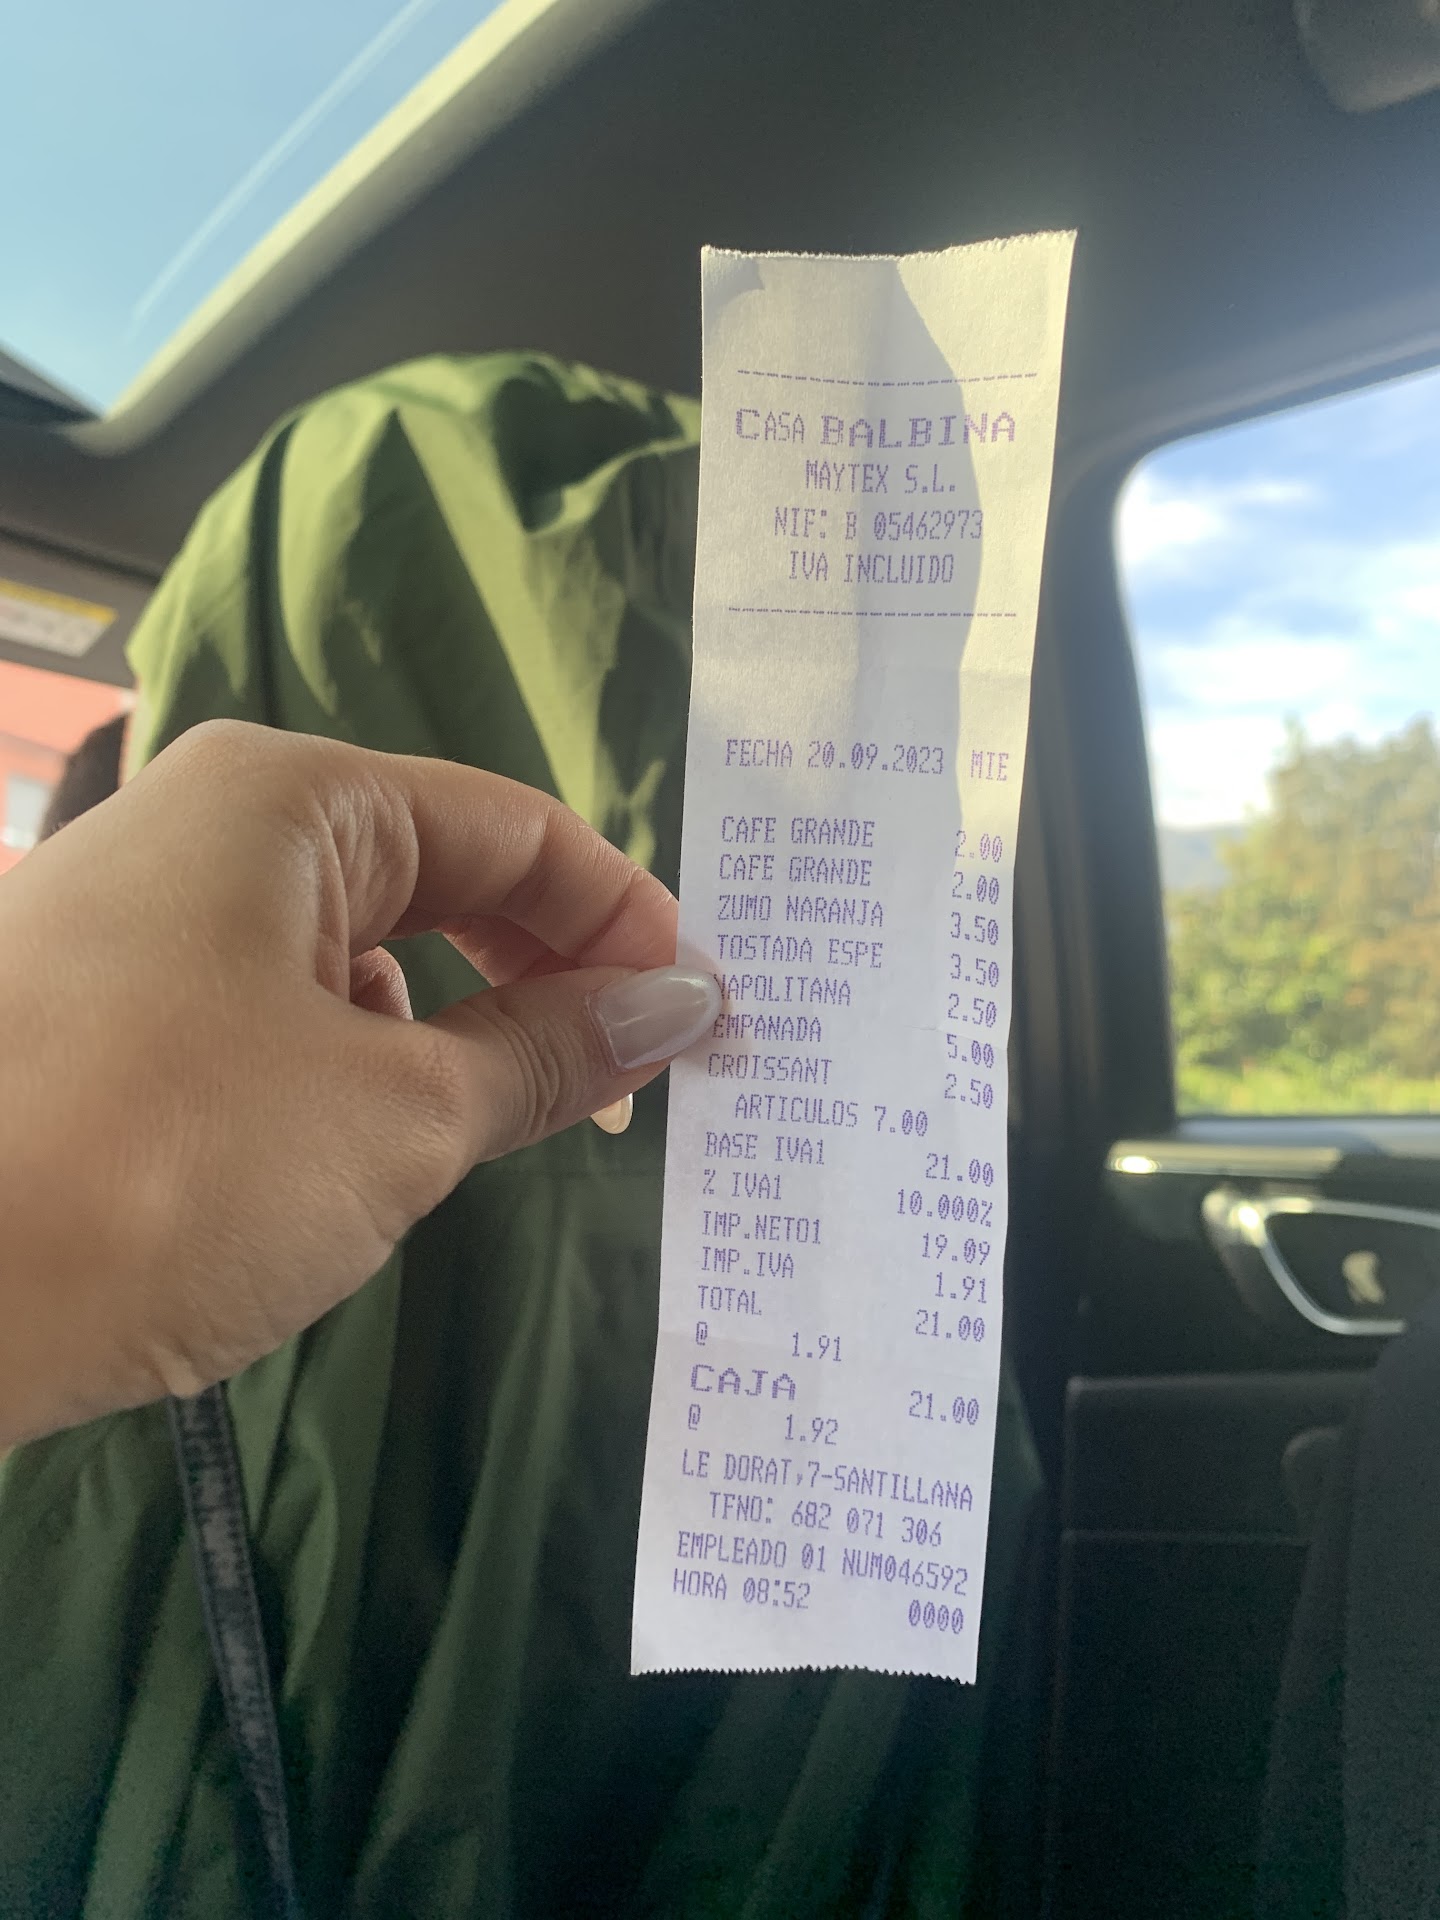 CASA BALBINA
MAYTEX S.L.
NIF: B 05462973
IVA INCLUIDO
FECHA 20.09.2023 MIE
CAFE GRANDE 2.00
CAFE GRANDE 2.00
ZUMO NARANJA 3.50
TOSTADA ESPE 3.50
NAPOLITANA 2.50
EMPANADA 5.00
CROISSANT 2.50
ARTICULOS 7.00
BASE IVA1 21.00
% IVA1 10.000%
IMP.NETO1 19.09
IMP.IVA 1.91
TOTAL 21.00
@ 1.91
CAJA 21.00
@ 1.92
LE DORAT,7-SANTILLANA
TFNO: 682 071 306
EMPLEADO 01 NUM046592
HORA 08:52 0000